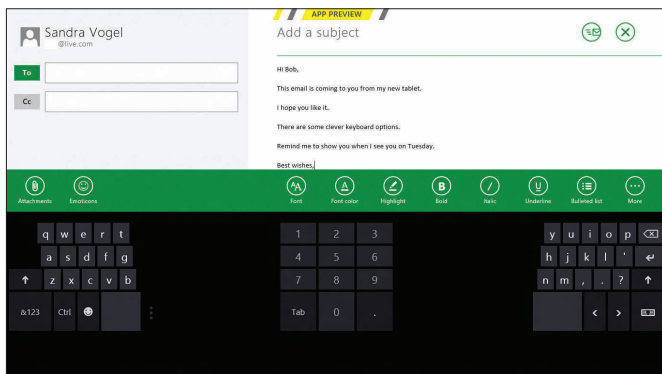 APP PREVIEW
Sandra Vogel
@live.com
Add a subject
To
Cc
Hi Bob,
This email is coming to you from my new tablet.
I hope you like it.
There are some clever keyboard options.
Remind me to show you when I see you on Tuesday.
Best wishes,
Attachments Emoticons Font Font color Highlight Bold Italic Underline Bulleted list More
A A B I U
q w e r t 1 2 3 y u i o p
a s d f g 4 5 6 h j k l '
z x c v b 7 8 9 n m , . ?
&123 Ctrl Tab 0 . < >